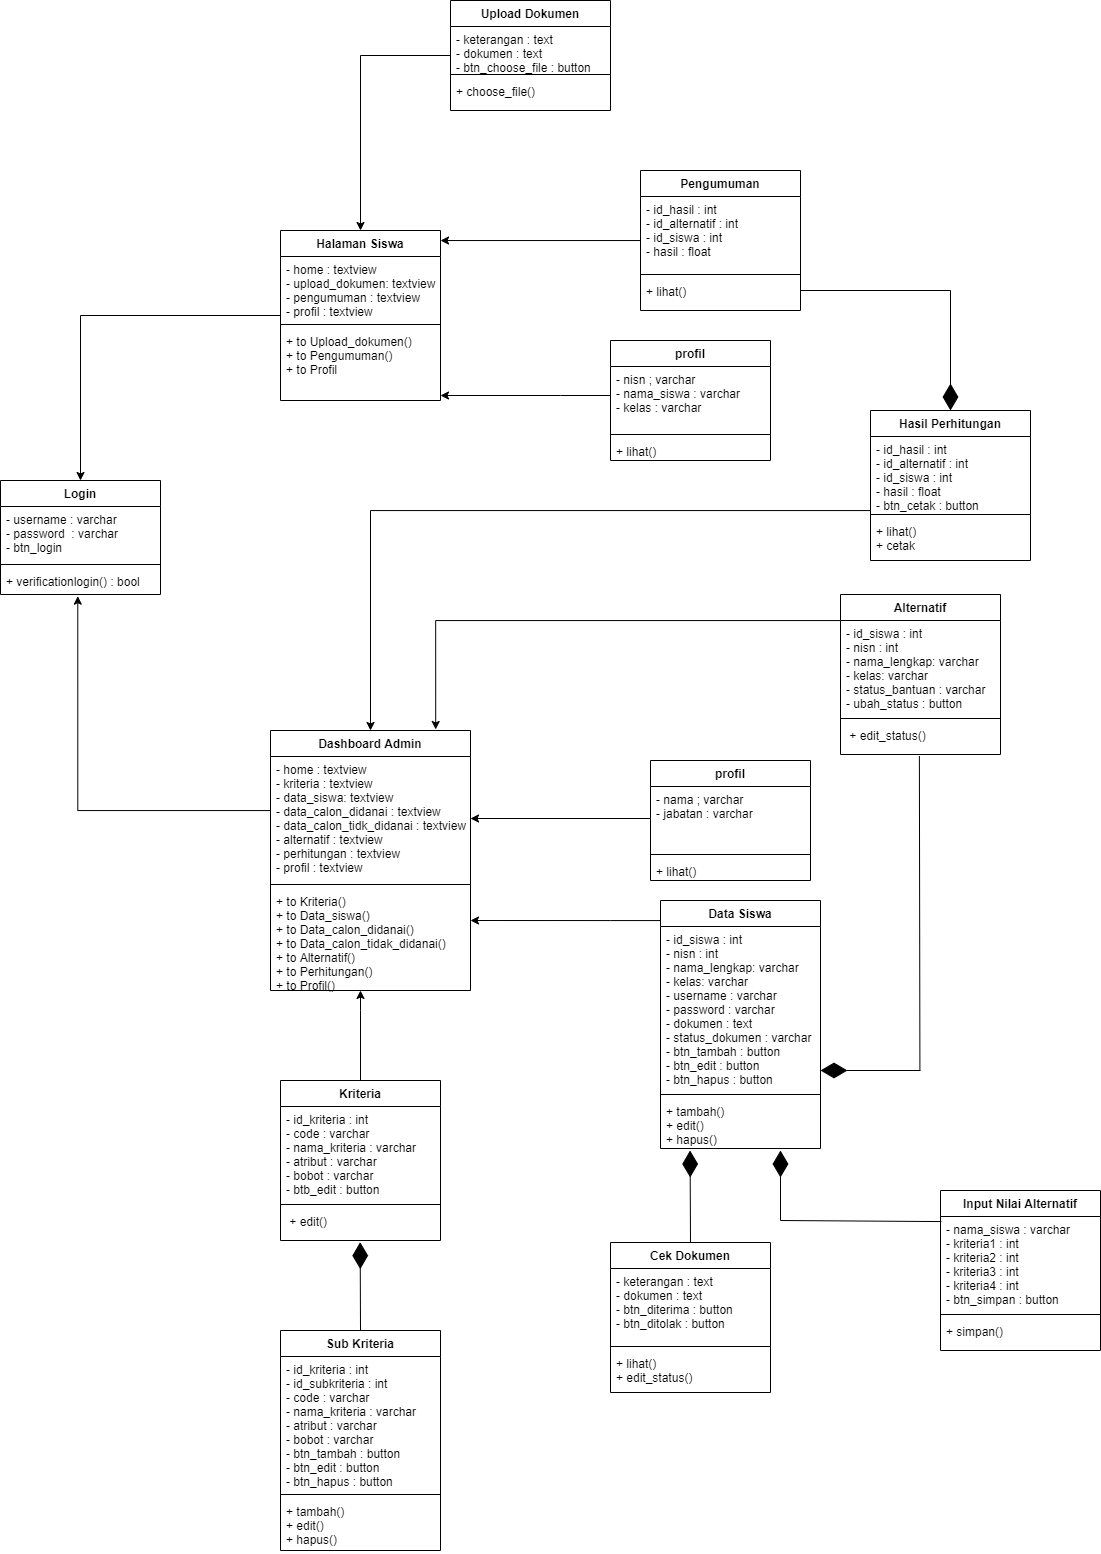 Upload Dokumen
- keterangan : text
- dokumen : text
- btn_choose_file : button
+ choose_file()
Pengumuman
- id_hasil : int
- id_alternatif : int
- id_siswa : int
- hasil : float
+ lihat()
Halaman Siswa
- home : textview
- upload_dokumen: textview
- pengumuman : textview
- profil : textview
+ to Upload_dokumen()
+ to Pengumuman()
+ to Profil
profil
- nisn ; varchar
- nama_siswa : varchar
- kelas : varchar
+ lihat()
Hasil Perhitungan
- id_hasil : int
- id_alternatif : int
- id_siswa : int
- hasil : float
- btn_cetak : button
+ lihat()
+ cetak
Login
- username : varchar
- password  : varchar
- btn_login
+ verificationlogin() : bool
Alternatif
- id_siswa : int
- nisn : int
- nama_lengkap: varchar
- kelas: varchar
- status_bantuan : varchar
- ubah_status : button
+ edit_status()
Dashboard Admin
- home : textview
- kriteria : textview
- data_siswa: textview
- data_calon_didanai : textview
- data_calon_tidk_didanai : textview
- alternatif : textview
- perhitungan : textview
- profil : textview
+ to Kriteria()
+ to Data_siswa()
+ to Data_calon_didanai()
+ to Data_calon_tidak_didanai()
+ to Alternatif()
+ to Perhitungan()
+ to Profil()
profil
- nama ; varchar
- jabatan : varchar
+ lihat()
Data Siswa
- id_siswa : int
- nisn : int
- nama_lengkap: varchar
- kelas: varchar
- username : varchar
- password : varchar
- dokumen : text
- status_dokumen : varchar
- btn_tambah : button
- btn_edit : button
- btn_hapus : button
+ tambah()
+ edit()
+ hapus()
Kriteria
- id_kriteria : int
- code : varchar
- nama_kriteria : varchar
- atribut : varchar
- bobot : varchar
- btb_edit : button
+ edit()
Input Nilai Alternatif
- nama_siswa : varchar
- kriteria1 : int
- kriteria2 : int
- kriteria3 : int
- kriteria4 : int
- btn_simpan : button
+ simpan()
Cek Dokumen
- keterangan : text
- dokumen : text
- btn_diterima : button
- btn_ditolak : button
+ lihat()
+ edit_status()
Sub Kriteria
- id_kriteria : int
- id_subkriteria : int
- code : varchar
- nama_kriteria : varchar
- atribut : varchar
- bobot : varchar
- btn_tambah : button
- btn_edit : button
- btn_hapus : button
+ tambah()
+ edit()
+ hapus()